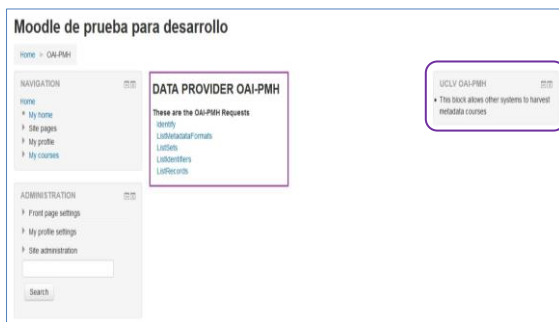 Moodle de prueba para desarrollo
Home » OAI-PMH
NAVIGATION
Home
My home
Site pages
My profile
My courses
ADMINISTRATION
Front page settings
My profile settings
Site administration
Search
DATA PROVIDER OAI-PMH
These are the OAI-PMH Requests
Identify
ListMetadataFormats
ListSets
ListIdentifiers
ListRecords
UCLV OAI-PMH
This block allows other systems to harvest
metadata courses